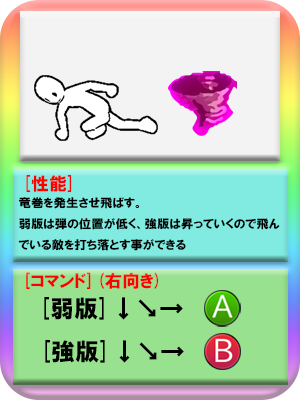 [性能]
竜巻を発生させ飛ばす。
弱版は弾の位置が低く、強版は昇っていくので飛ん
でいる敵を打ち落とす事ができる
[コマンド] (右向き)
[弱版] ↓↘→ A
[強版] ↓↘→ B